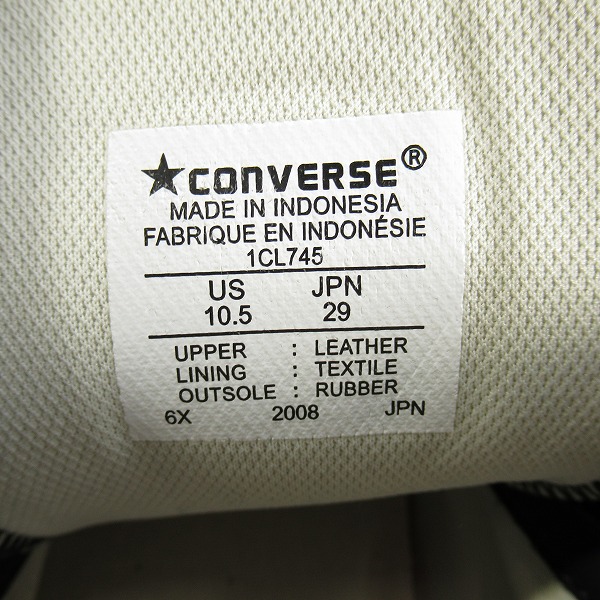 ★CONVERSE®
MADE IN INDONESIA
FABRIQUE EN INDONÉSIE
1CL745
US JPN
10.5 29
UPPER : LEATHER
LINING : TEXTILE
OUTSOLE : RUBBER
6X 2008 JPN